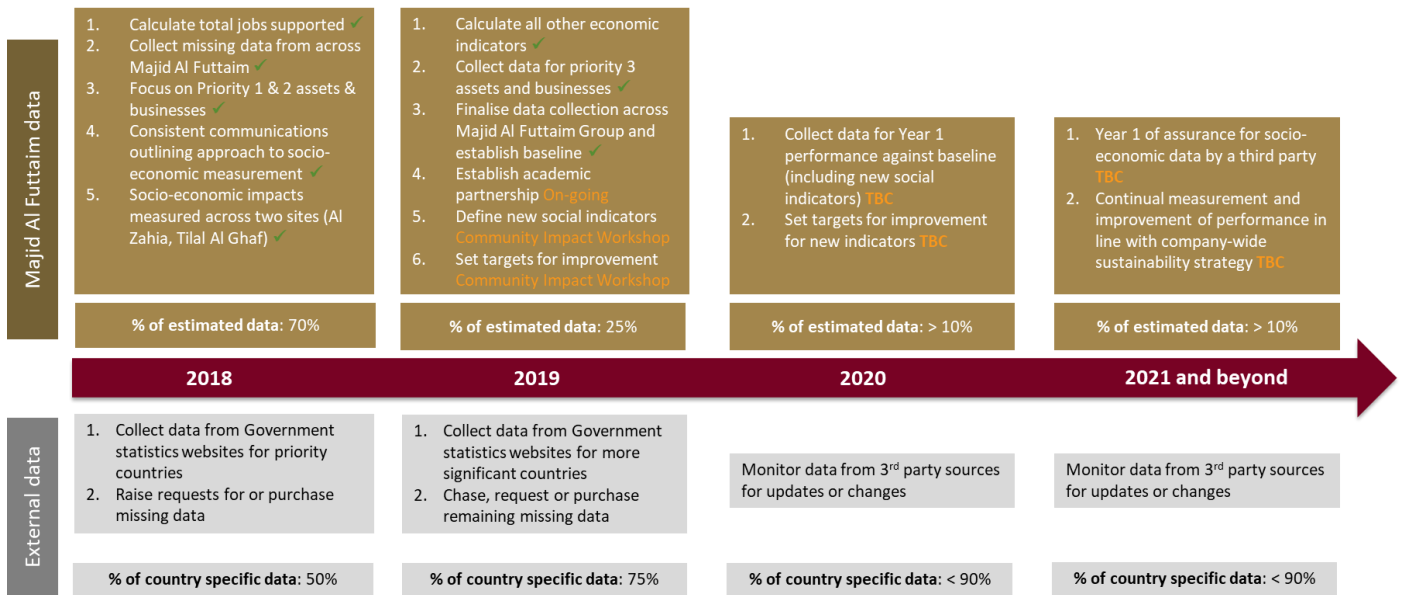 Majid Al Futtaim data
1. Calculate total jobs supported ✓
2. Collect missing data from across
Majid Al Futtaim ✓
3. Focus on Priority 1 & 2 assets &
businesses ✓
4. Consistent communications
outlining approach to socio-
economic measurement ✓
5. Socio-economic impacts
measured across two sites (Al
Zahia, Tilal Al Ghaf) ✓
% of estimated data: 70%
1. Calculate all other economic
indicators ✓
2. Collect data for priority 3
assets and businesses ✓
3. Finalise data collection across
Majid Al Futtaim Group and
establish baseline ✓
4. Establish academic
partnership On-going
5. Define new social indicators
Community Impact Workshop
6. Set targets for improvement
Community Impact Workshop
% of estimated data: 25%
1. Collect data for Year 1
performance against baseline
(including new social
indicators) TBC
2. Set targets for improvement
for new indicators TBC
% of estimated data: > 10%
1. Year 1 of assurance for socio-
economic data by a third party
TBC
2. Continual measurement and
improvement of performance in
line with company-wide
sustainability strategy TBC
% of estimated data: > 10%
2018
2019
2020
2021 and beyond
External data
1. Collect data from Government
statistics websites for priority
countries
2. Raise requests for or purchase
missing data
% of country specific data: 50%
1. Collect data from Government
statistics websites for more
significant countries
2. Chase, request or purchase
remaining missing data
% of country specific data: 75%
Monitor data from 3rd party sources
for updates or changes
% of country specific data: < 90%
Monitor data from 3rd party sources
for updates or changes
% of country specific data: < 90%